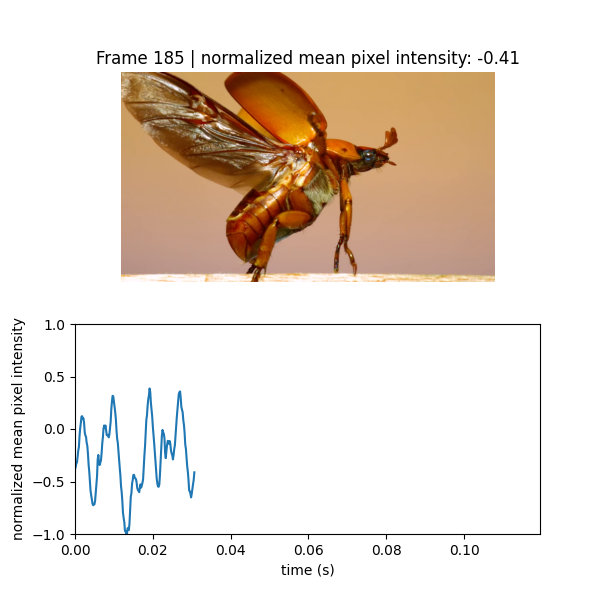 Frame 185 | normalized mean pixel intensity: -0.41
1.0
0.5
0.0
−0.5
−1.0
normalized mean pixel intensity
0.00 0.02 0.04 0.06 0.08 0.10
time (s)